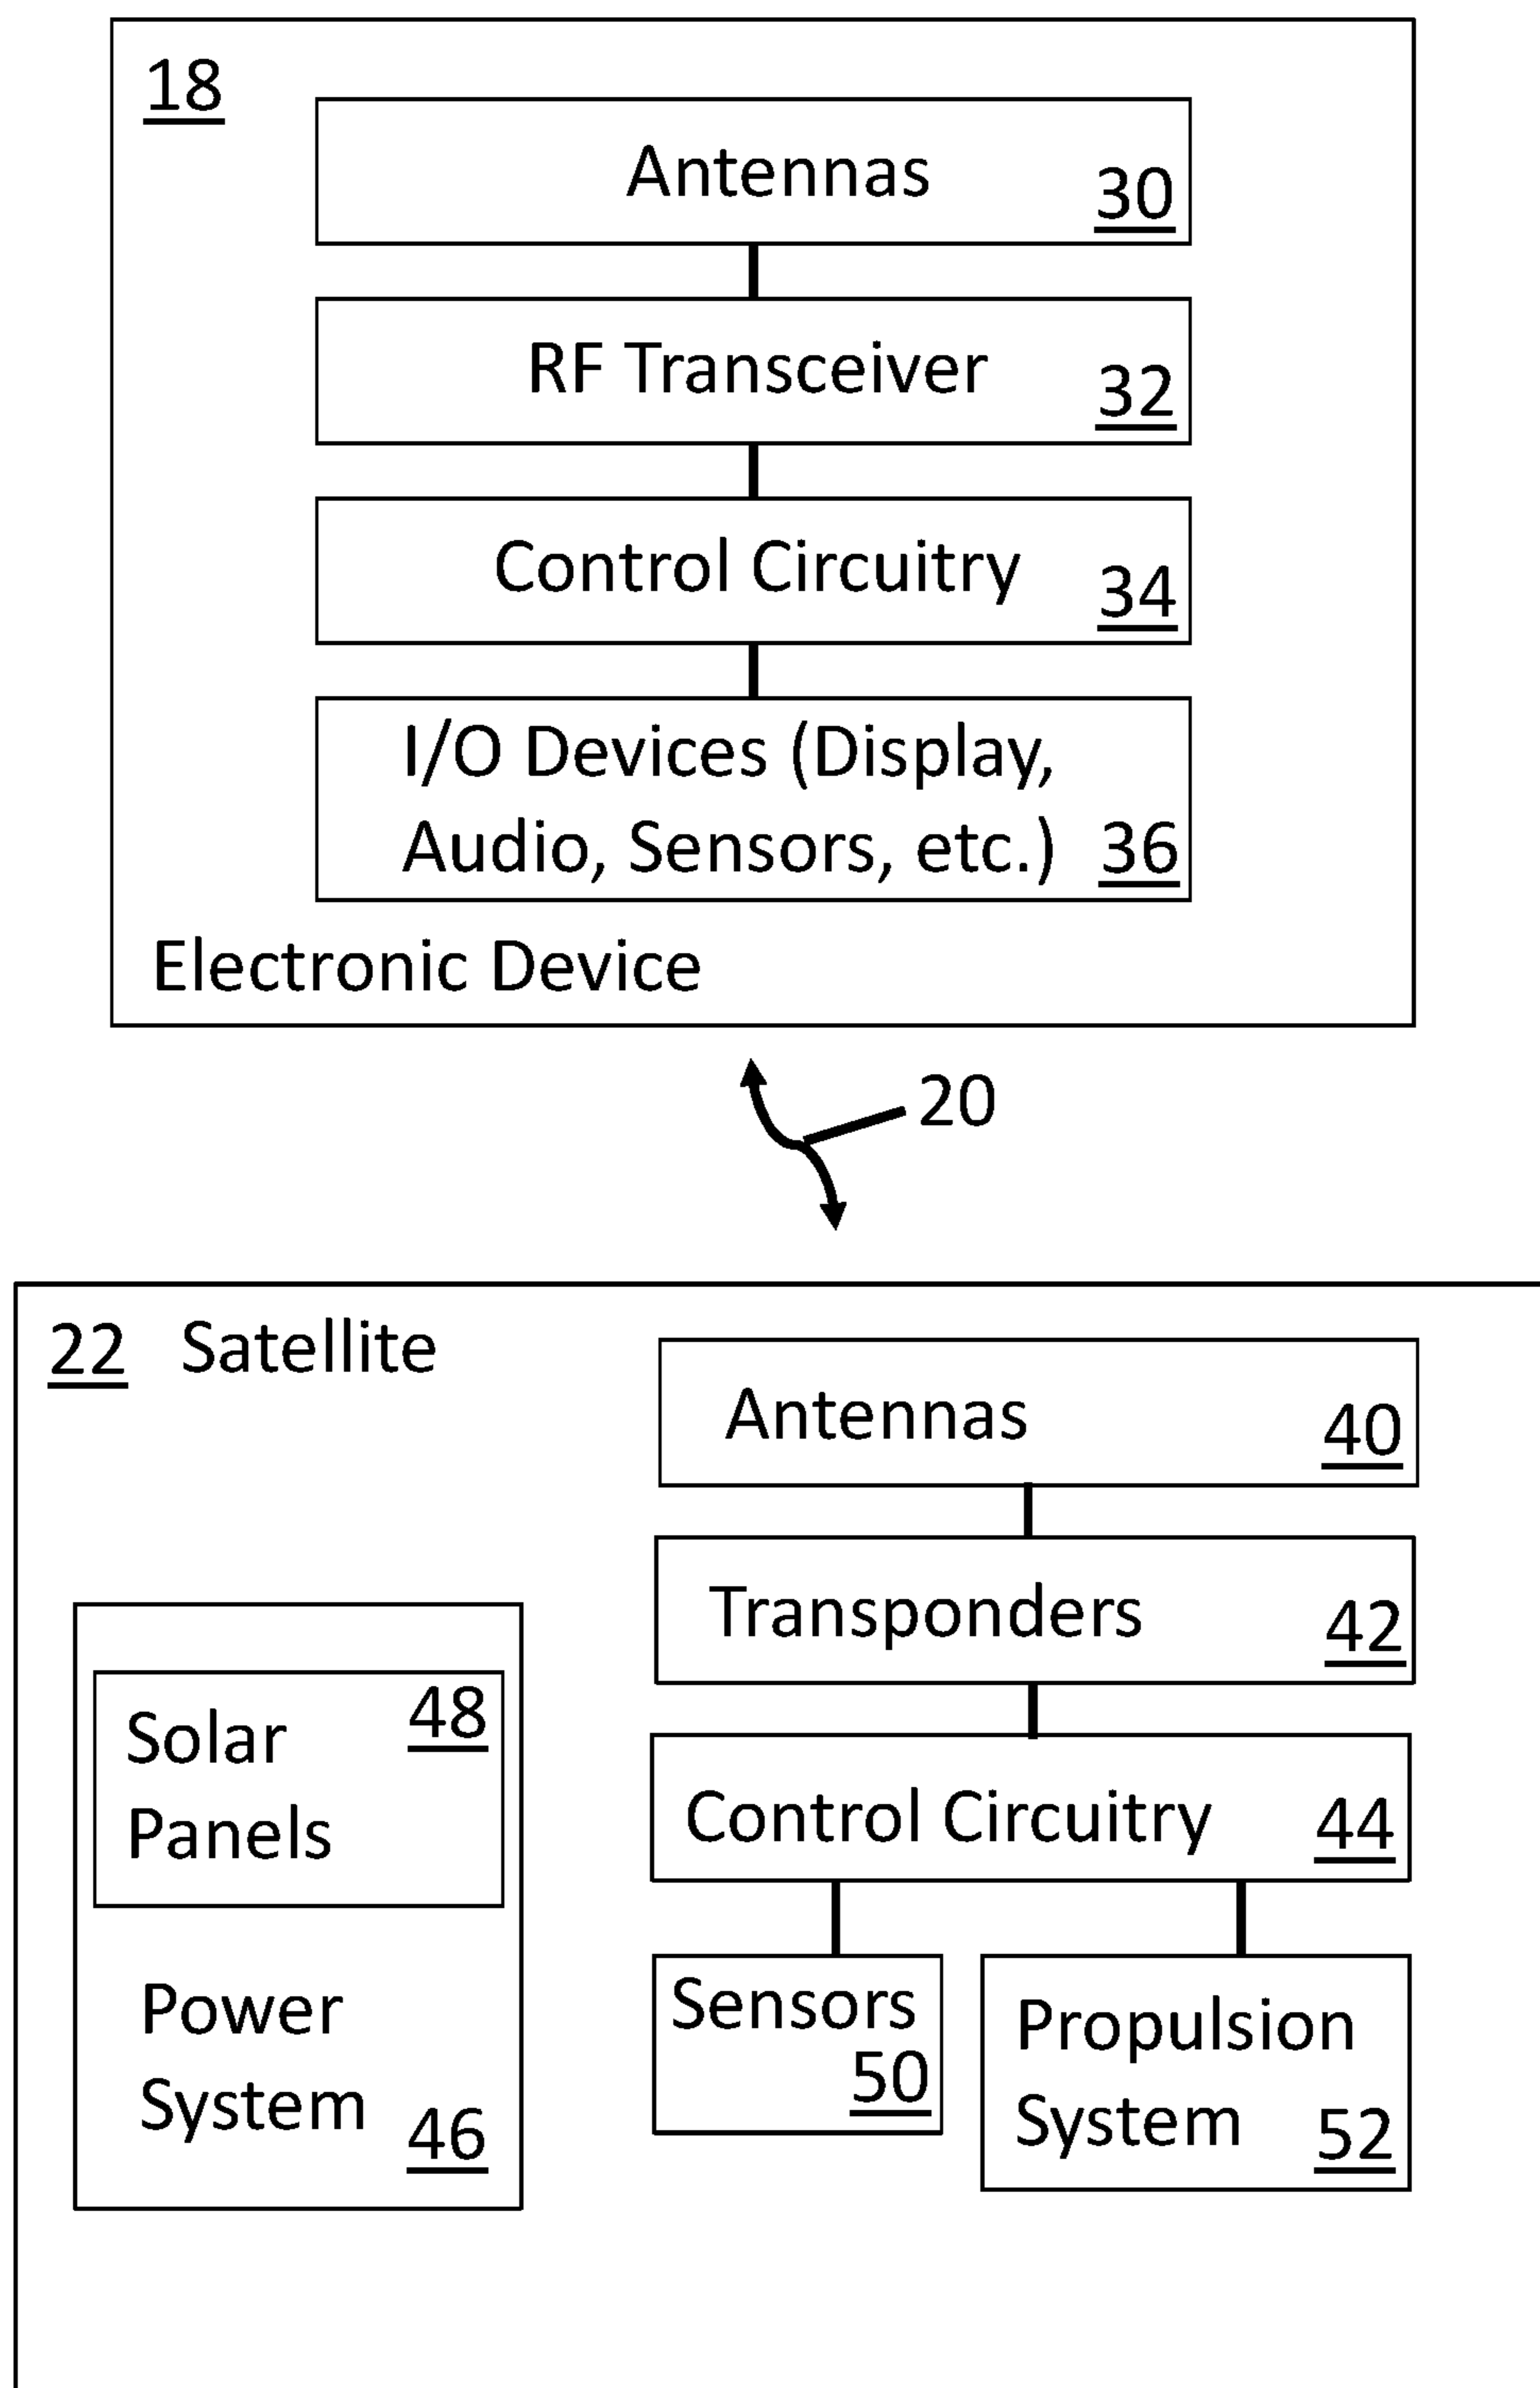 18
Antennas
30
RF Transceiver
32
Control Circuitry
34
I/O Devices (Display,
Audio, Sensors, etc.) 36
Electronic Device
20
22 Satellite
Antennas
40
Transponders
42
Control Circuitry
44
Solar
48
Panels
Power
System
46
Sensors
50
Propulsion
System
52